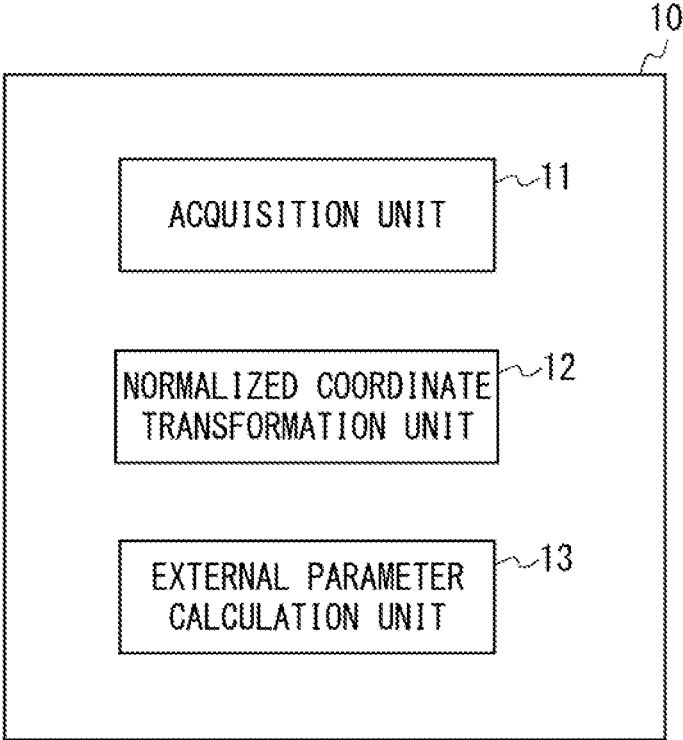 10
ACQUISITION UNIT
11
NORMALIZED COORDINATE
TRANSFORMATION UNIT
12
EXTERNAL PARAMETER
CALCULATION UNIT
13